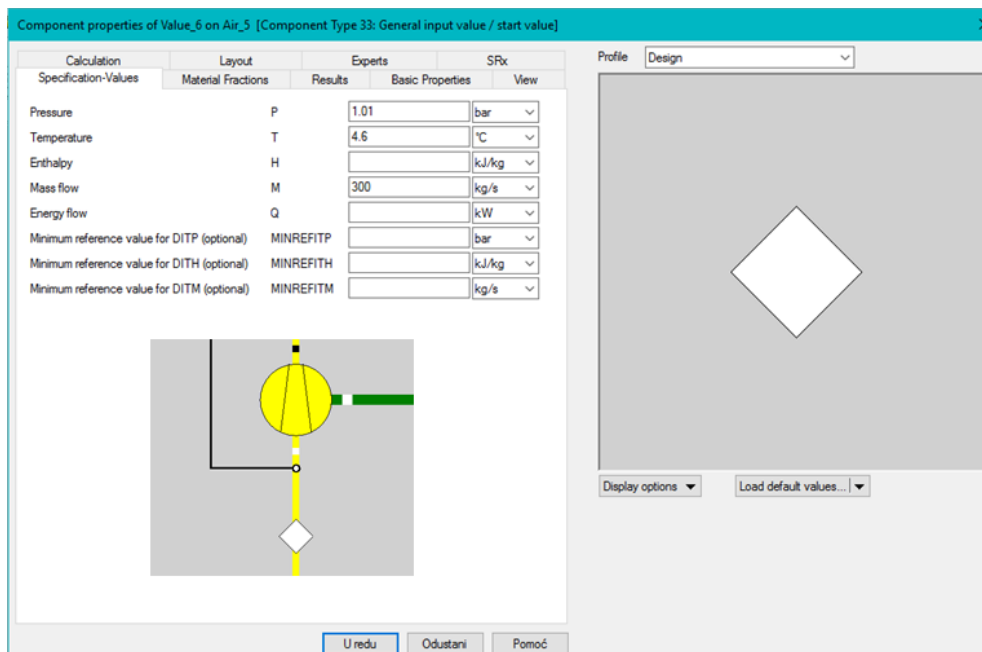 Component properties of Value_6 on Air_5 [Component Type 33: General input value / start value]
Calculation Layout Experts SRx
Specification-Values Material Fractions Results Basic Properties View
Profile Design
Pressure P 1.01 bar
Temperature T 4.6 °C
Enthalpy H kJ/kg
Mass flow M 300 kg/s
Energy flow Q kW
Minimum reference value for DITP (optional) MINREFITP bar
Minimum reference value for DITH (optional) MINREFITH kJ/kg
Minimum reference value for DITM (optional) MINREFITM kg/s
Display options Load default values...
U redu Odustani Pomoć